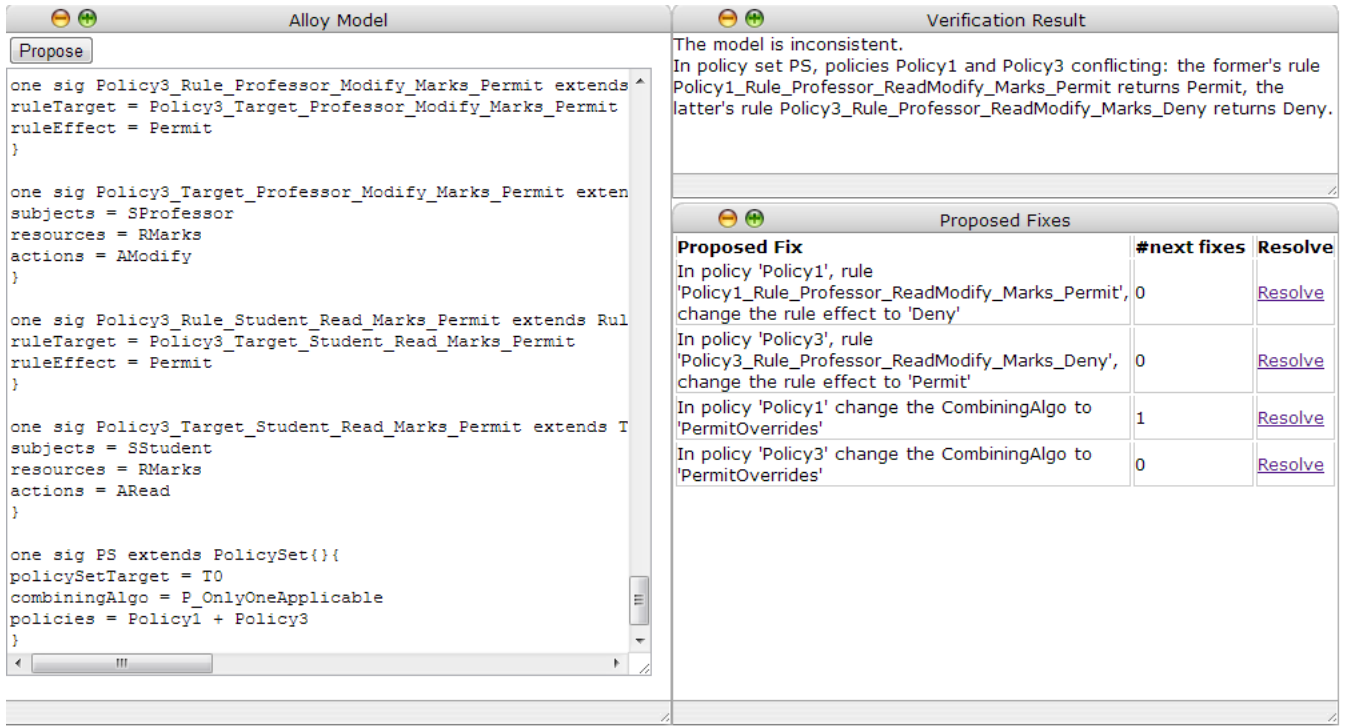 Alloy Model
Propose
one sig Policy3_Rule_Professor_Modify_Marks_Permit extends
ruleTarget = Policy3_Target_Professor_Modify_Marks_Permit
ruleEffect = Permit
}
one sig Policy3_Target_Professor_Modify_Marks_Permit exten
subjects = SProfessor
resources = RMarks
actions = AModify
}
one sig Policy3_Rule_Student_Read_Marks_Permit extends Rul
ruleTarget = Policy3_Target_Student_Read_Marks_Permit
ruleEffect = Permit
}
one sig Policy3_Target_Student_Read_Marks_Permit extends T
subjects = SStudent
resources = RMarks
actions = ARead
}
one sig PS extends PolicySet{}{
policySetTarget = T0
combiningAlgo = P_OnlyOneApplicable
policies = Policy1 + Policy3
}
Verification Result
The model is inconsistent.
In policy set PS, policies Policy1 and Policy3 conflicting: the former's rule
Policy1_Rule_Professor_ReadModify_Marks_Permit returns Permit, the
latter's rule Policy3_Rule_Professor_ReadModify_Marks_Deny returns Deny.
Proposed Fixes
Proposed Fix #next fixes Resolve
In policy 'Policy1', rule
'Policy1_Rule_Professor_ReadModify_Marks_Permit', 0 Resolve
change the rule effect to 'Deny'
In policy 'Policy3', rule
'Policy3_Rule_Professor_ReadModify_Marks_Deny', 0 Resolve
change the rule effect to 'Permit'
In policy 'Policy1' change the CombiningAlgo to
'PermitOverrides' 1 Resolve
In policy 'Policy3' change the CombiningAlgo to
'PermitOverrides' 0 Resolve